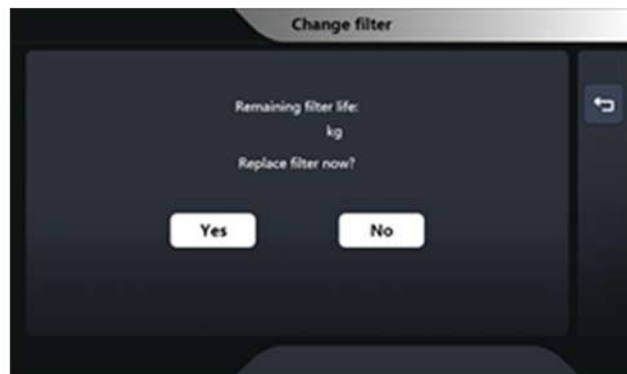 Change filter
Remaining filter life:
kg
Replace filter now?
Yes
No